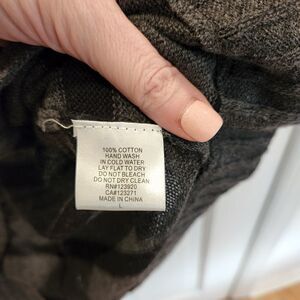 100% COTTON
HAND WASH
IN COLD WATER
LAY FLAT TO DRY
DO NOT BLEACH
DO NOT DRY CLEAN
RN#123920
CA#123271
MADE IN CHINA
L